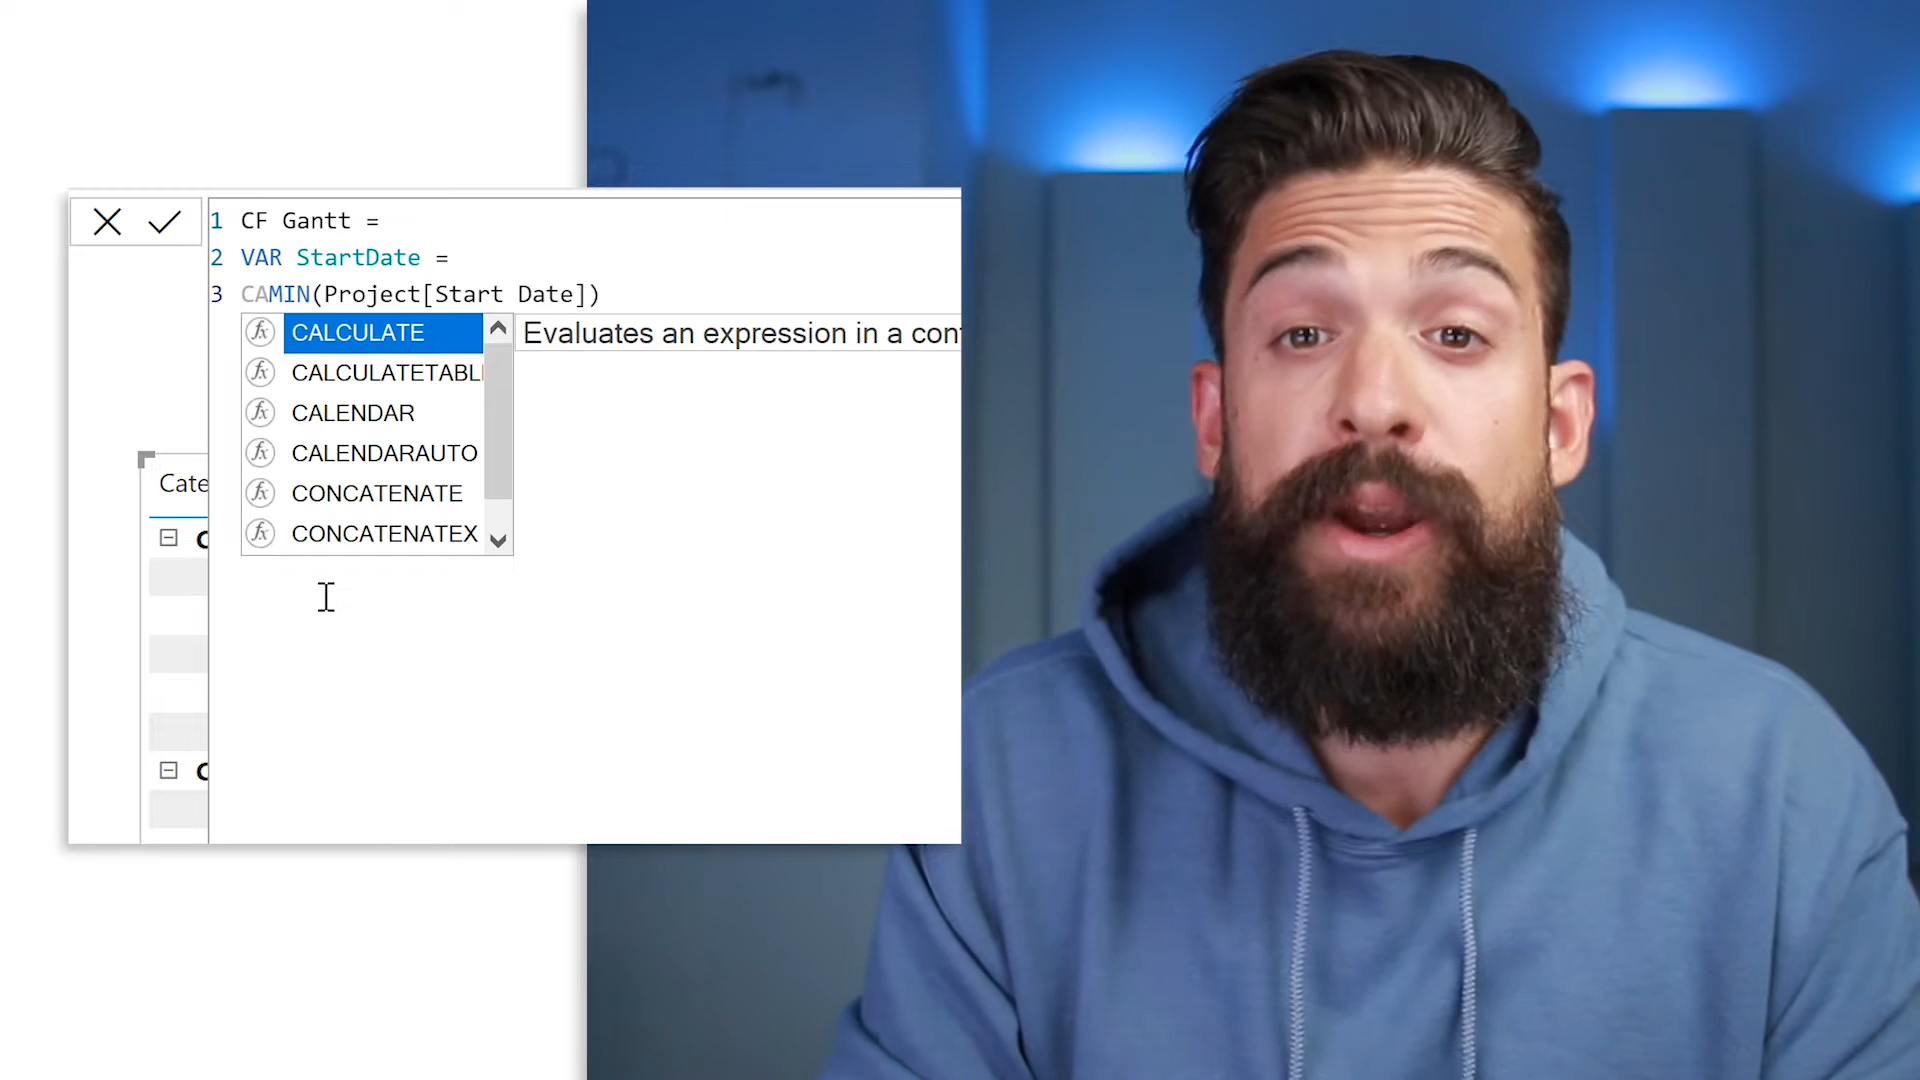 1 CF Gantt =
2 VAR StartDate =
3 CAMIN(Project[Start Date])
CALCULATE
Evaluates an expression in a con
CALCULATETABL
CALENDAR
CALENDARAUTO
CONCATENATE
CONCATENATEX
Cate
C
C